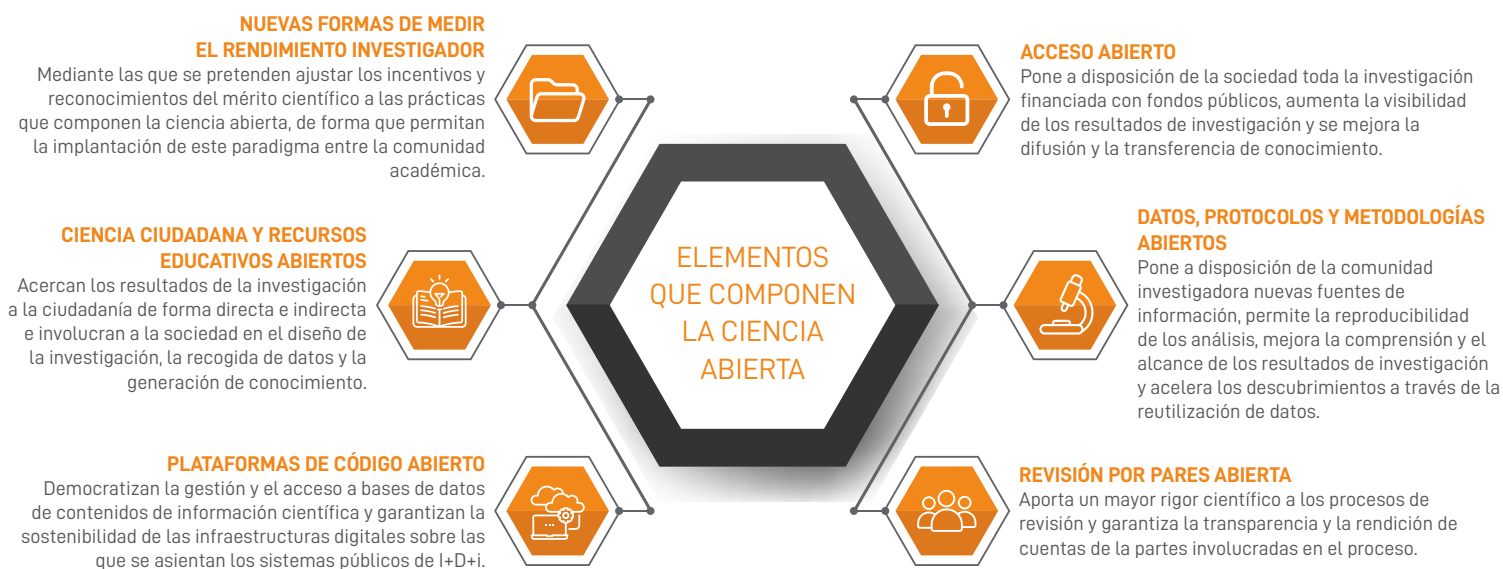 NUEVAS FORMAS DE MEDIR
EL RENDIMIENTO INVESTIGADOR
Mediante las que se pretenden ajustar los incentivos y
reconocimientos del mérito científico a las prácticas
que componen la ciencia abierta, de forma que permitan
la implantación de este paradigma entre la comunidad
académica.
CIENCIA CIUDADANA Y RECURSOS
EDUCATIVOS ABIERTOS
Acercan los resultados de la investigación
a la ciudadanía de forma directa e indirecta
e involucran a la sociedad en el diseño de
la investigación, la recogida de datos y la
generación de conocimiento.
PLATAFORMAS DE CÓDIGO ABIERTO
Democratizan la gestión y el acceso a bases de datos
de contenidos de información científica y garantizan la
sostenibilidad de las infraestructuras digitales sobre las
que se asientan los sistemas públicos de I+D+i.
ELEMENTOS
QUE COMPONEN
LA CIENCIA
ABIERTA
ACCESO ABIERTO
Pone a disposición de la sociedad toda la investigación
financiada con fondos públicos, aumenta la visibilidad
de los resultados de investigación y se mejora la
difusión y la transferencia de conocimiento.
DATOS, PROTOCOLOS Y METODOLOGÍAS
ABIERTOS
Pone a disposición de la comunidad
investigadora nuevas fuentes de
información, permite la reproducibilidad
de los análisis, mejora la comprensión y el
alcance de los resultados de investigación
y acelera los descubrimientos a través de la
reutilización de datos.
REVISIÓN POR PARES ABIERTA
Aporta un mayor rigor científico a los procesos de
revisión y garantiza la transparencia y la rendición de
cuentas de la partes involucradas en el proceso.